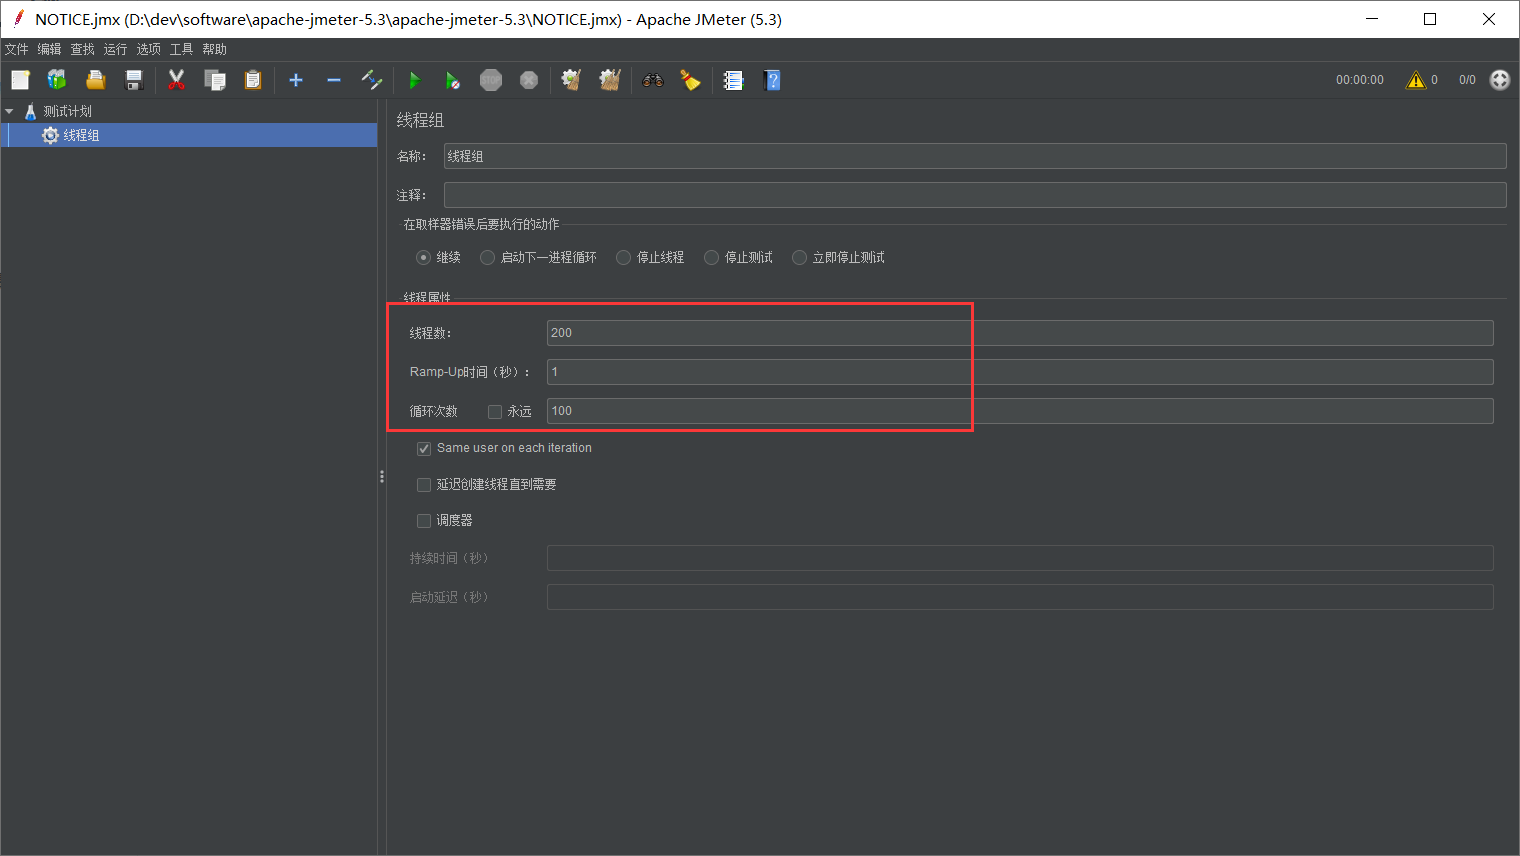 NOTICE.jmx (D:\dev\software\apache-jmeter-5.3\apache-jmeter-5.3\NOTICE.jmx) - Apache JMeter (5.3)
文件 编辑 查找 运行 选项 工具 帮助
STOP 00:00:00 0 0/0
测试计划
线程组
线程组
名称： 线程组
注释：
在取样器错误后要执行的动作
继续 启动下一进程循环 停止线程 停止测试 立即停止测试
线程属性
线程数： 200
Ramp-Up时间（秒）： 1
循环次数 永远 100
Same user on each iteration
延迟创建线程直到需要
调度器
持续时间（秒）
启动延迟（秒）